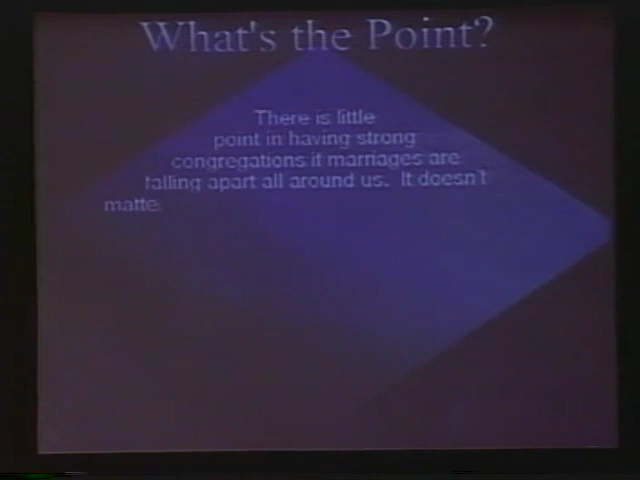 What's the Point?
There is little
point in having strong
congregations if marriages are
falling apart all around us. It doesn't
matte